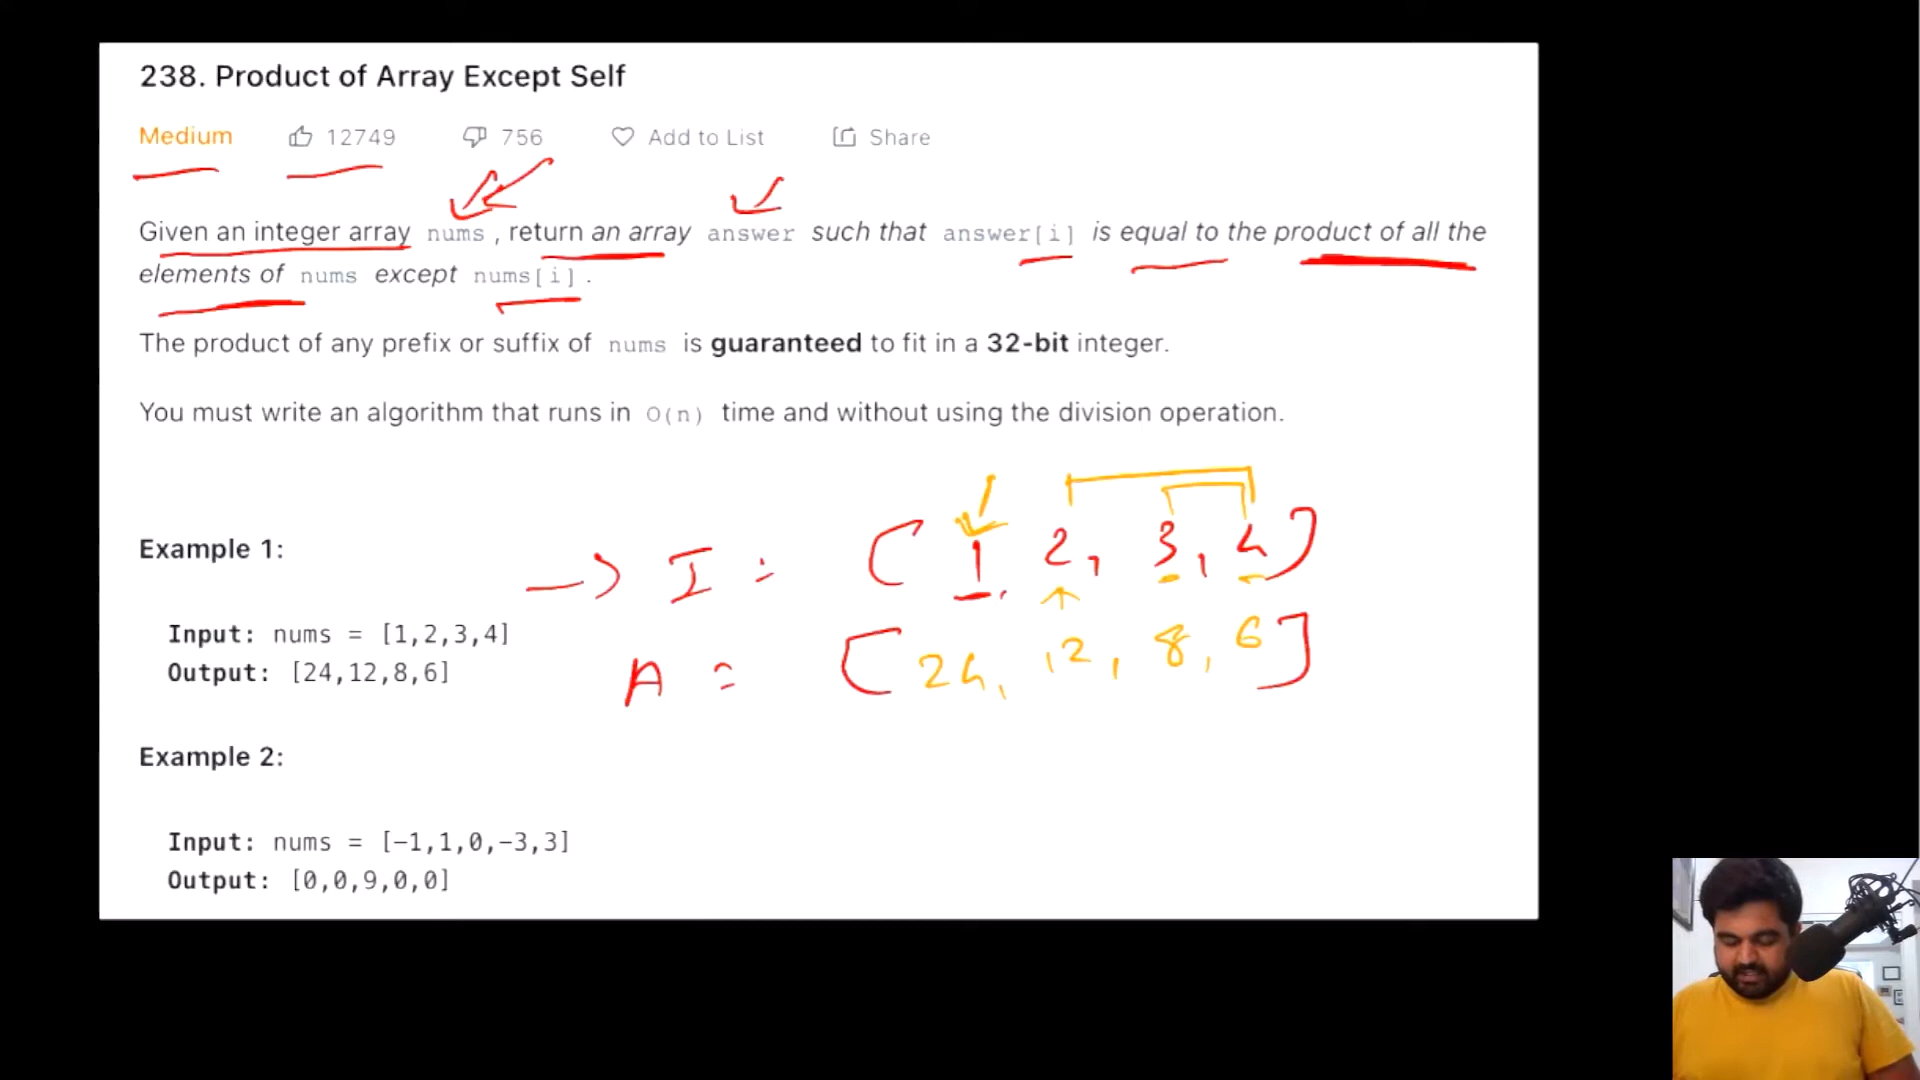 238. Product of Array Except Self
Medium 12749 756 Add to List Share
Given an integer array nums, return an array answer such that answer[i] is equal to the product of all the
elements of nums except nums[i].
The product of any prefix or suffix of nums is guaranteed to fit in a 32-bit integer.
You must write an algorithm that runs in O(n) time and without using the division operation.
Example 1:
I = [1, 2, 3, 4]
Input: nums = [1,2,3,4]
Output: [24,12,8,6]
A = [24, 12, 8, 6]
Example 2:
Input: nums = [-1,1,0,-3,3]
Output: [0,0,9,0,0]